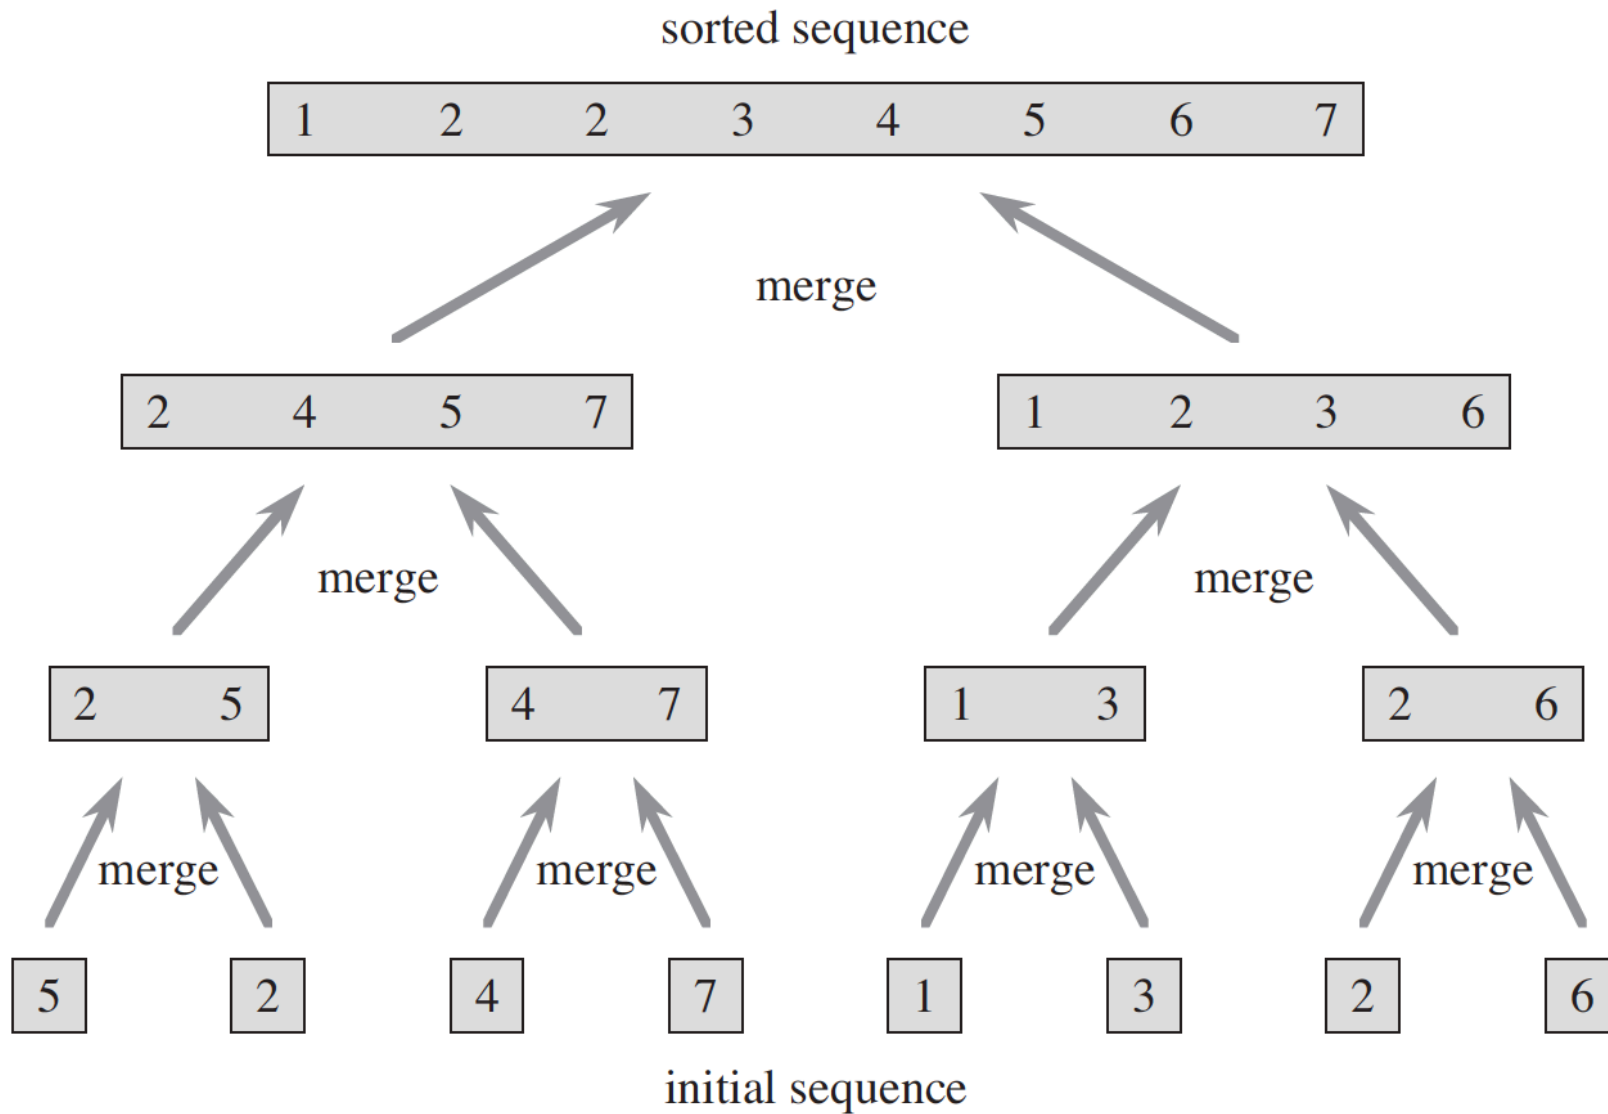 sorted sequence
1 2 2 3 4 5 6 7
merge
2 4 5 7
1 2 3 6
merge
merge
2 5
4 7
1 3
2 6
merge
merge
merge
merge
5
2
4
7
1
3
2
6
initial sequence